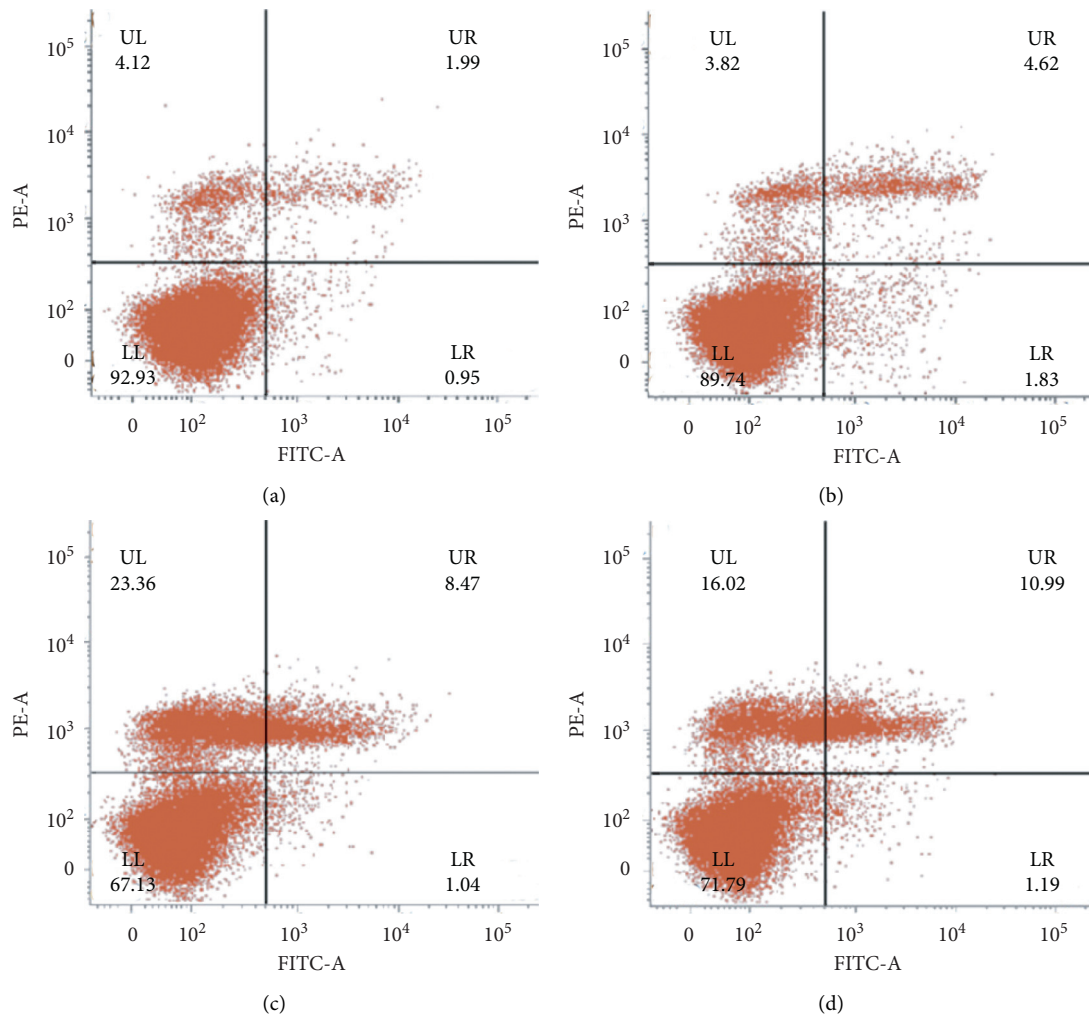 UL
4.12
UR
1.99
LL
92.93
LR
0.95
10⁵
10⁴
10³
10²
0
PE-A
0
10²
10³
10⁴
10⁵
FITC-A
(a)
UL
3.82
UR
4.62
LL
89.74
LR
1.83
10⁵
10⁴
10³
10²
0
PE-A
0
10²
10³
10⁴
10⁵
FITC-A
(b)
UL
23.36
UR
8.47
LL
67.13
LR
1.04
10⁵
10⁴
10³
10²
0
PE-A
0
10²
10³
10⁴
10⁵
FITC-A
(c)
UL
16.02
UR
10.99
LL
71.79
LR
1.19
10⁵
10⁴
10³
10²
0
PE-A
0
10²
10³
10⁴
10⁵
FITC-A
(d)